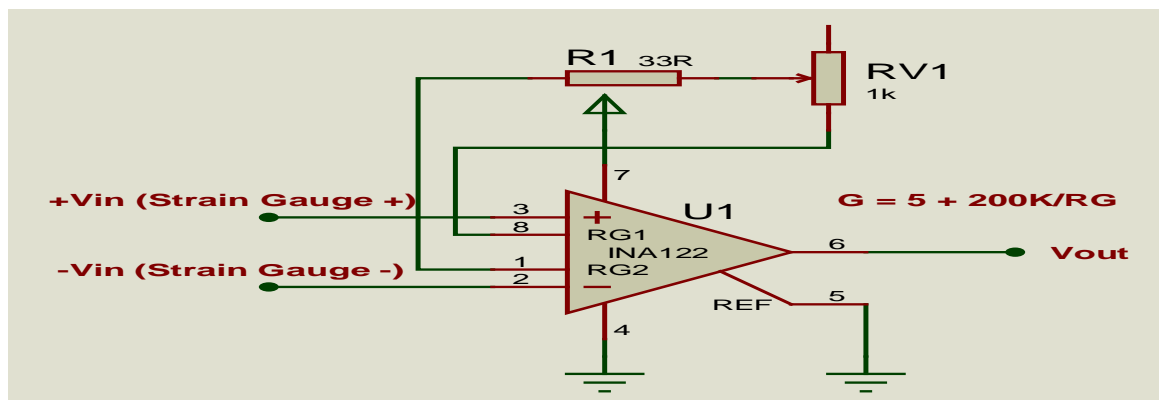 R1 33R
RV1
1k
7
+Vin (Strain Gauge +)
3
U1
G = 5 + 200K/RG
8
RG1
INA122
6
Vout
-Vin (Strain Gauge -)
1
RG2
2
REF
5
4